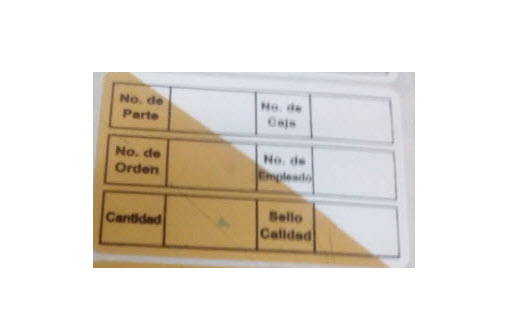 No. de
Parte
No. de
Caja
No. de
Orden
No. de
Empleado
Cantidad
Sello
Calidad